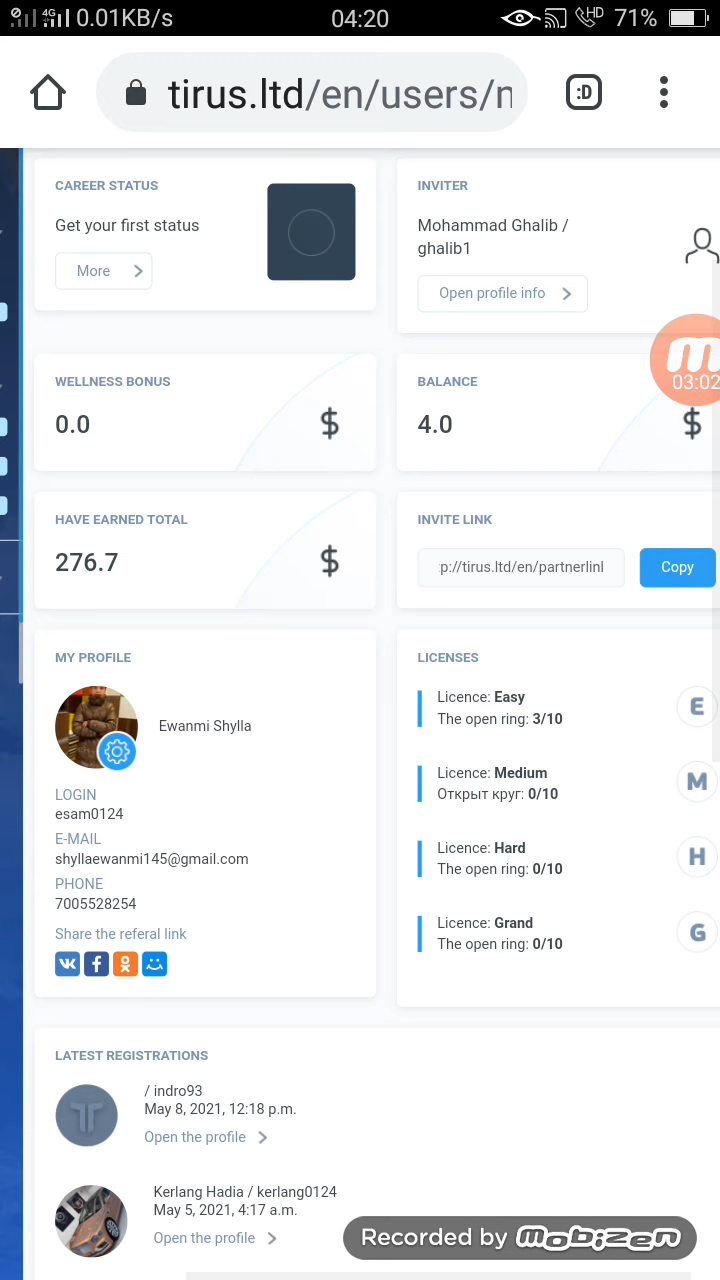 4G 0.01KB/s 04:20 HD 71%
tirus.ltd/en/users/n :D
CAREER STATUS
Get your first status
More
INVITER
Mohammad Ghalib /
ghalib1
Open profile info
03:02
WELLNESS BONUS
0.0 $
BALANCE
4.0 $
HAVE EARNED TOTAL
276.7 $
INVITE LINK
p://tirus.ltd/en/partnerlinl Copy
MY PROFILE
Ewanmi Shylla
LOGIN
esam0124
E-MAIL
shyllaewanmi145@gmail.com
PHONE
7005528254
Share the referal link
LICENSES
Licence: Easy E
The open ring: 3/10
Licence: Medium M
Открыт круг: 0/10
Licence: Hard H
The open ring: 0/10
Licence: Grand G
The open ring: 0/10
LATEST REGISTRATIONS
/ indro93
May 8, 2021, 12:18 p.m.
Open the profile
Kerlang Hadia / kerlang0124
May 5, 2021, 4:17 a.m.
Open the profile
Recorded by mobizen